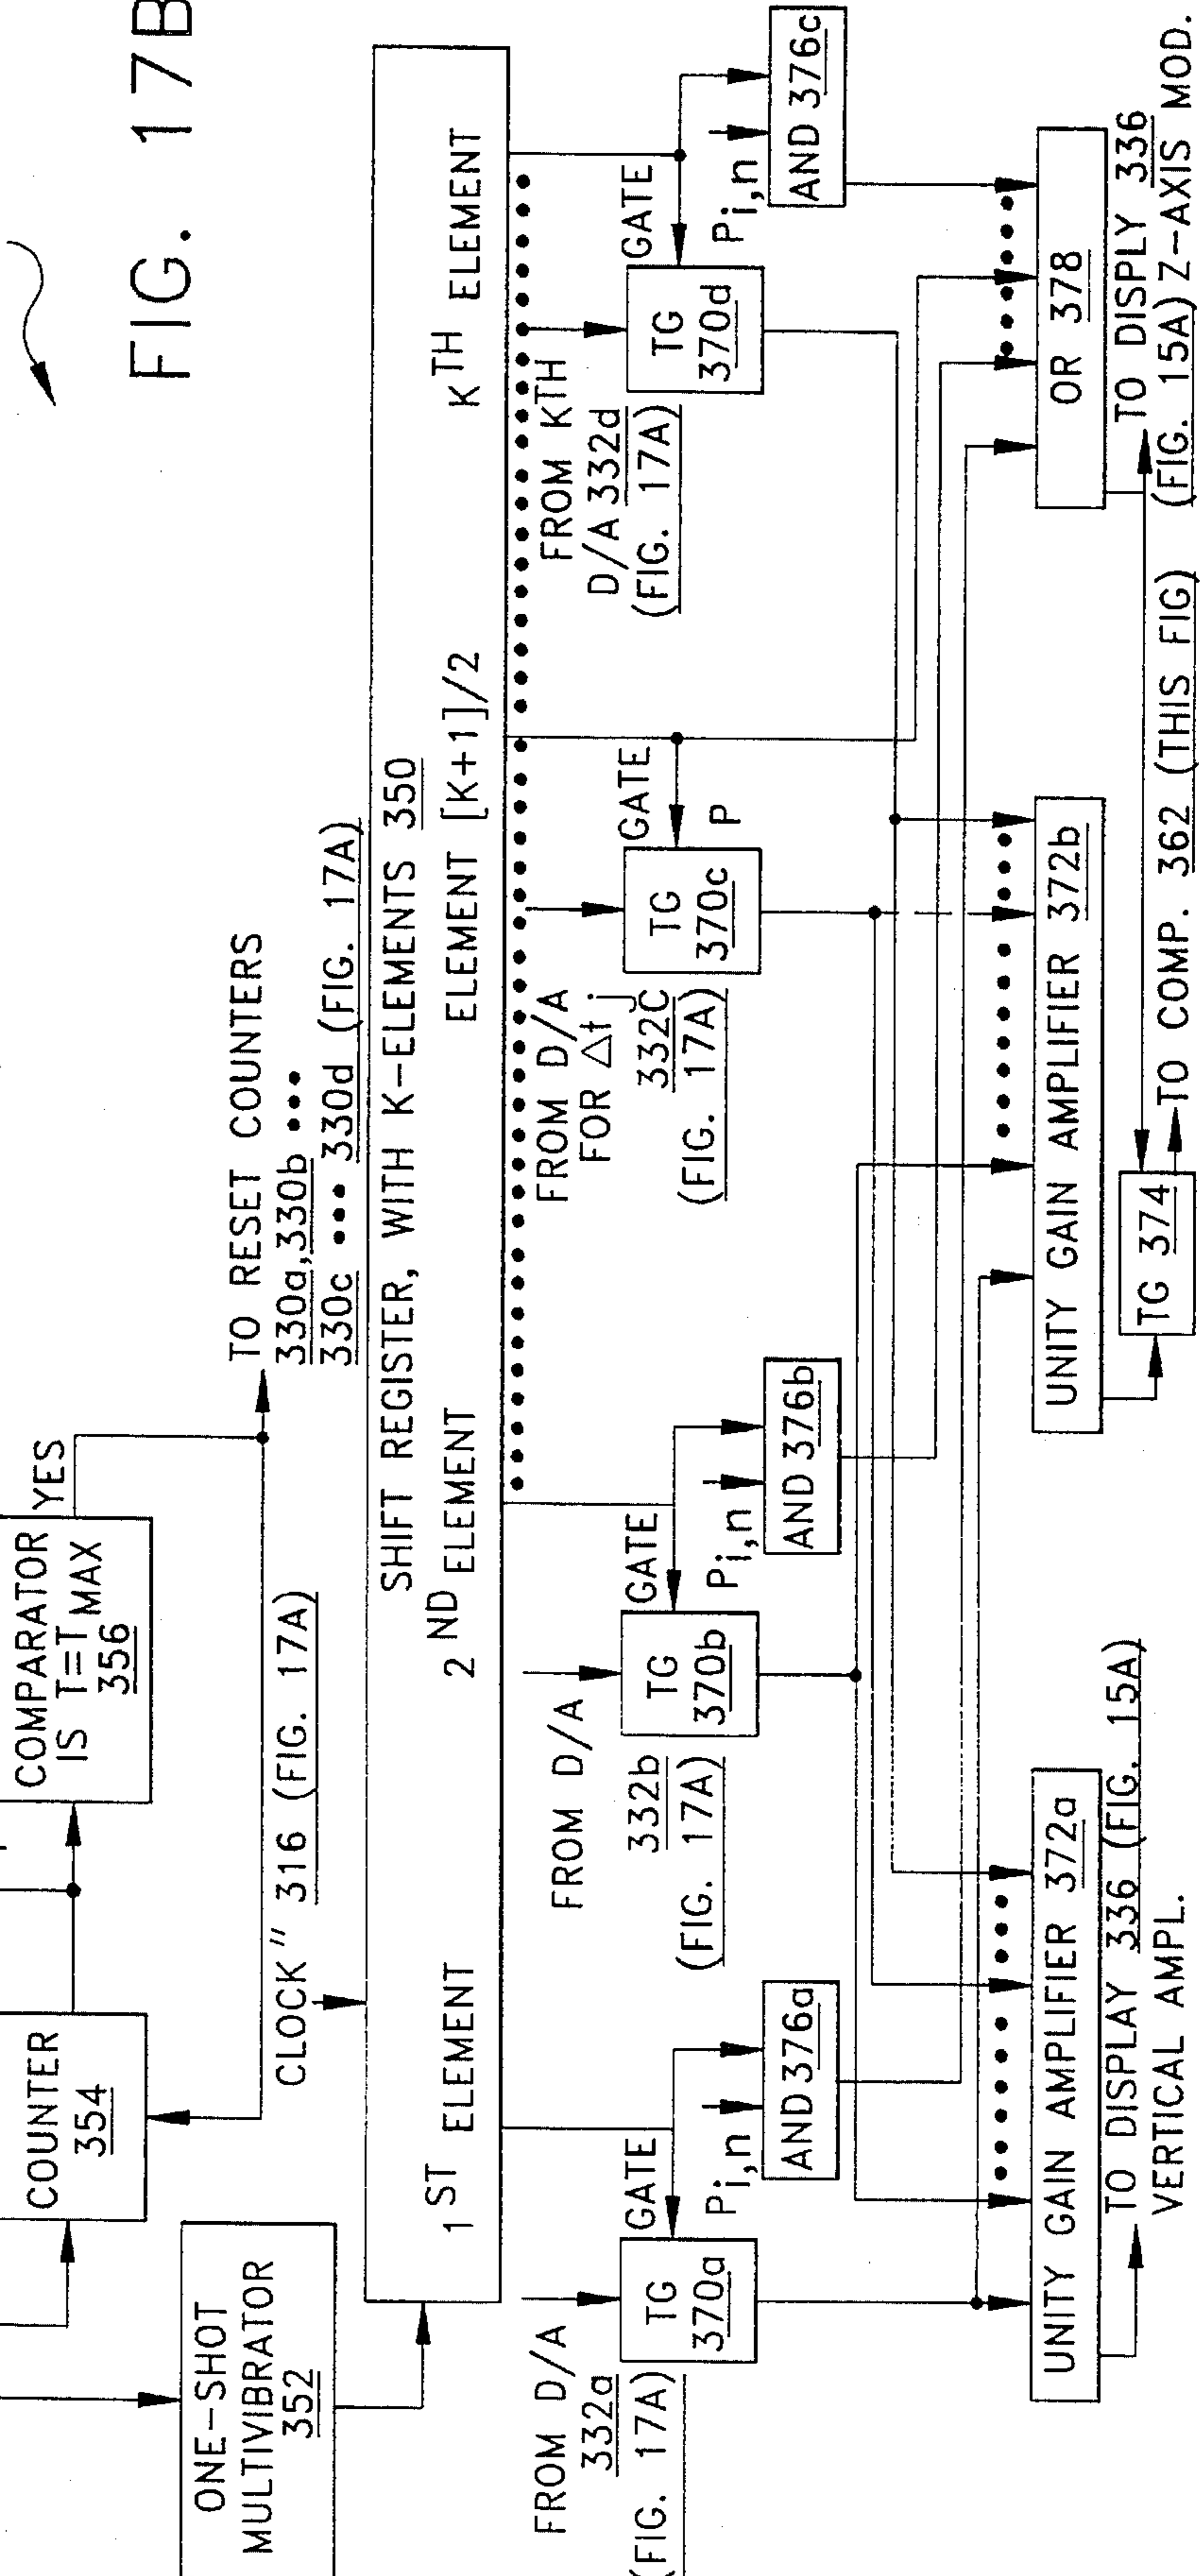 FIG. 17B
COUNTER
354
COMPARATOR
IS T=T MAX
356
YES
ONE-SHOT
MULTIVIBRATOR
352
TO RESET COUNTERS
330a,330b •••
330c ••• 330d (FIG. 17A)
CLOCK" 316 (FIG. 17A)
SHIFT REGISTER, WITH K-ELEMENTS 350
1ST ELEMENT
2ND ELEMENT
ELEMENT [K+1]/2
KTH ELEMENT
FROM D/A
332a
(FIG. 17A)
TG
370a
GATE
Pi,n
AND 376a
FROM D/A
332b
(FIG. 17A)
TG
370b
GATE
Pi,n
AND 376b
FROM D/A
FOR Δt j
332C
(FIG. 17A)
TG
370c
GATE
P
FROM KTH
D/A 332d
(FIG. 17A)
TG
370d
GATE
Pi,n
AND 376c
UNITY GAIN AMPLIFIER 372a
TO DISPLAY 336 (FIG. 15A)
VERTICAL AMPL.
UNITY GAIN AMPLIFIER 372b
TG 374
TO COMP. 362 (THIS FIG)
OR 378
TO DISPLY 336
(FIG. 15A) Z-AXIS MOD.